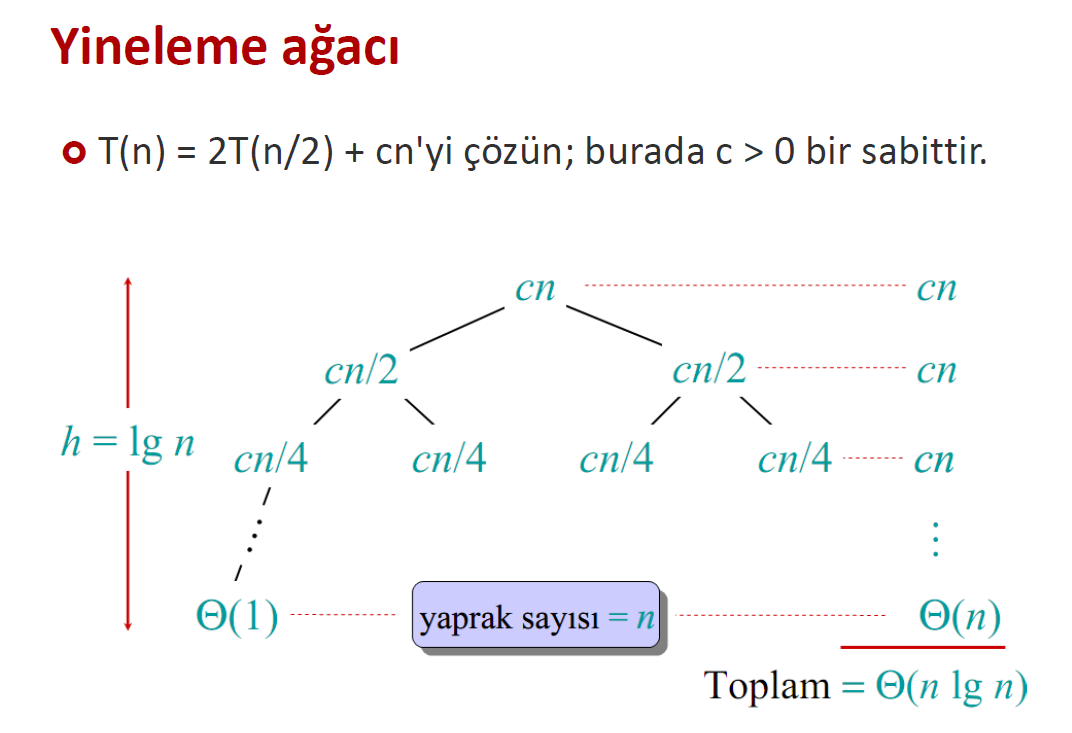 Yineleme ağacı
T(n) = 2T(n/2) + cn'yi çözün; burada c > 0 bir sabittir.
cn cn
cn/2 cn/2 cn
h = lg n
cn/4 cn/4 cn/4 cn/4 cn
Θ(1) yaprak sayısı = n Θ(n)
Toplam = Θ(n lg n)